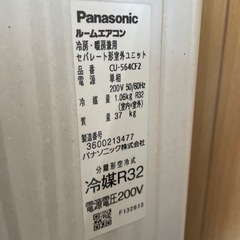 Panasonic
ルームエアコン
冷房・暖房兼用
セパレート形室外ユニット
品番 CU-564CF2
電源 単相
200V 50/60Hz
冷媒 1.06kg R32
(室内×室外)
質量 37 kg
製造番号
3600213477
パナソニック株式会社
分離形空冷式
冷媒R32
電源電圧200V
F132613